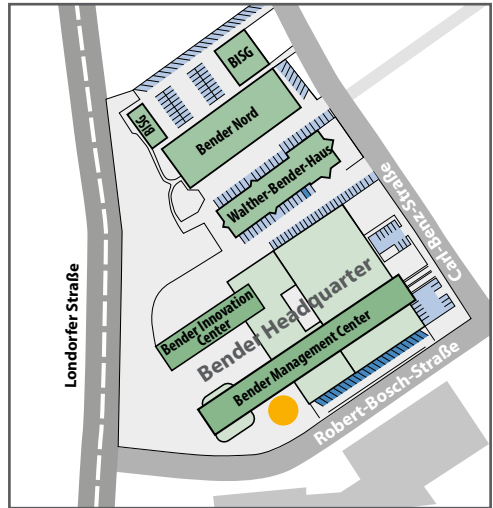 BISG
BISG
Bender Nord
Walther-Bender-Haus
Carl-Benz-Straße
Londorfer Straße
Bender Innovation
Center
Bender Headquarter
Bender Management Center
Robert-Bosch-Straße